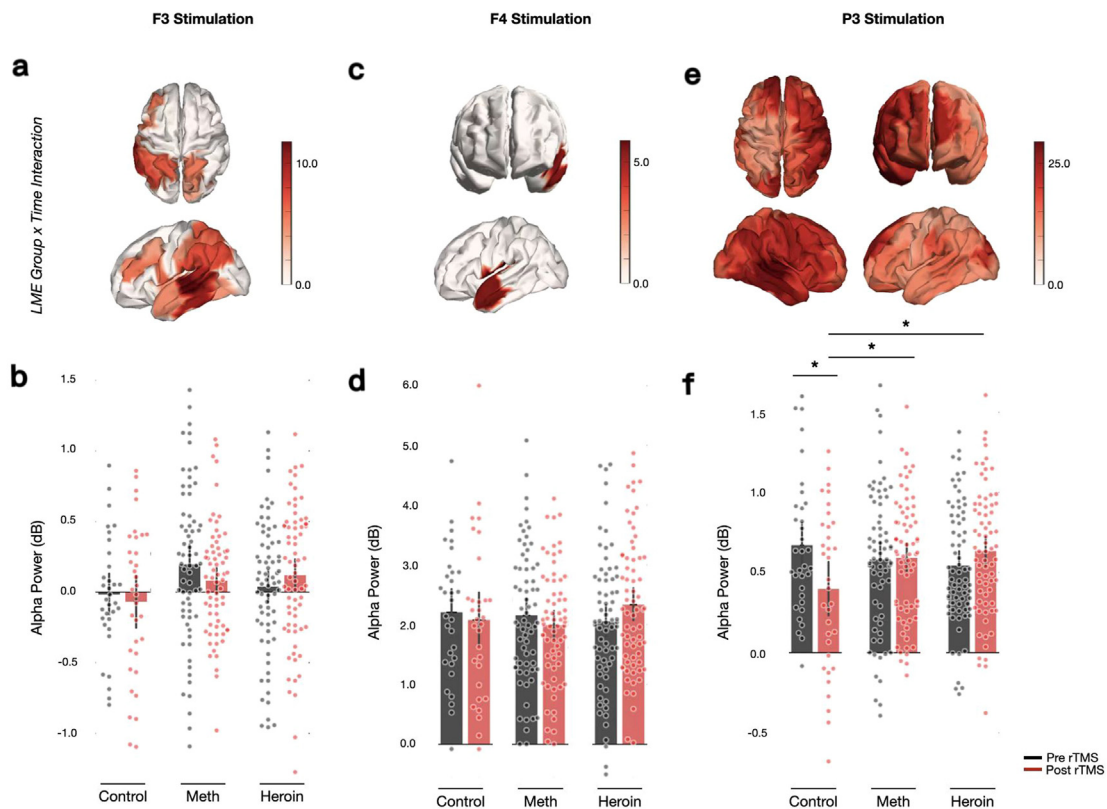 F3 Stimulation
F4 Stimulation
P3 Stimulation
a
c
e
LME Group x Time Interaction
10.0
0.0
5.0
0.0
25.0
0.0
*
*
*
b
d
f
Alpha Power (dB)
1.5
1.0
0.5
0.0
-0.5
-1.0
Control
Meth
Heroin
Alpha Power (dB)
6.0
5.0
4.0
3.0
2.0
1.0
0.0
Control
Meth
Heroin
Alpha Power (dB)
1.5
1.0
0.5
0.0
-0.5
Control
Meth
Heroin
Pre rTMS
Post rTMS